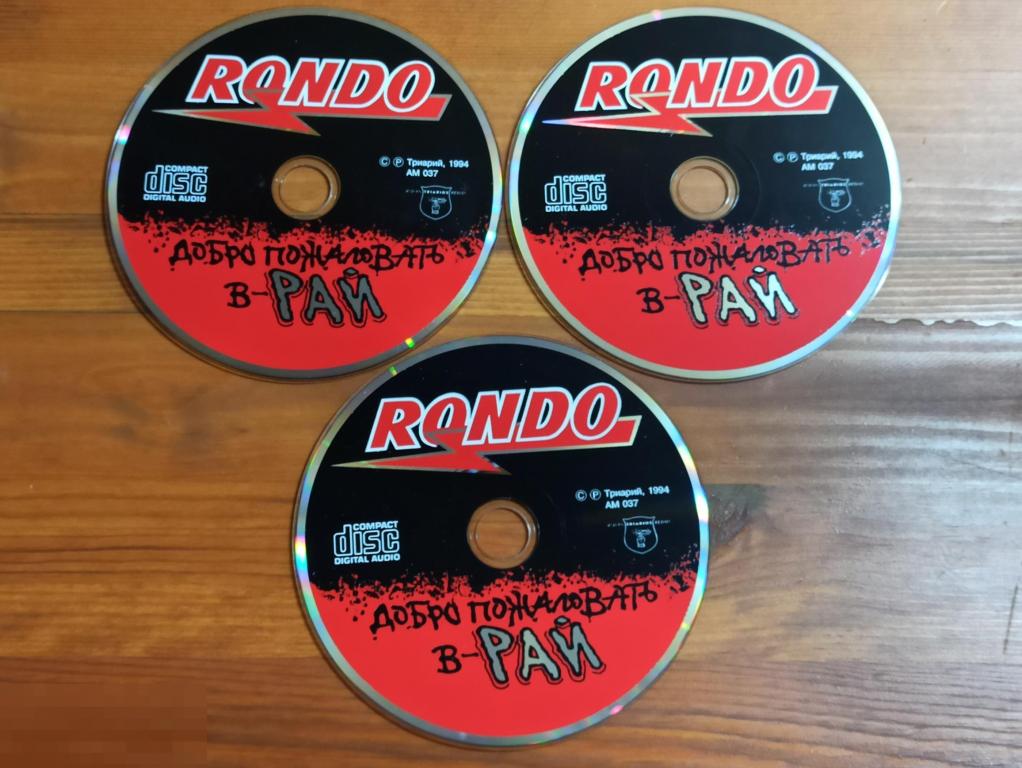 RONDO
© ℗ Триарий, 1994
AM 037
COMPACT
disc
DIGITAL AUDIO
ДОБРО ПОЖАЛОВАТЬ
В-РАЙ
RONDO
© ℗ Триарий, 1994
AM 037
COMPACT
disc
DIGITAL AUDIO
TRIARIUS
ДОБРО ПОЖАЛОВАТЬ
В-РАЙ
RONDO
© ℗ Триарий, 1994
AM 037
COMPACT
disc
DIGITAL AUDIO
ДОБРО ПОЖАЛОВАТЬ
В-РАЙ